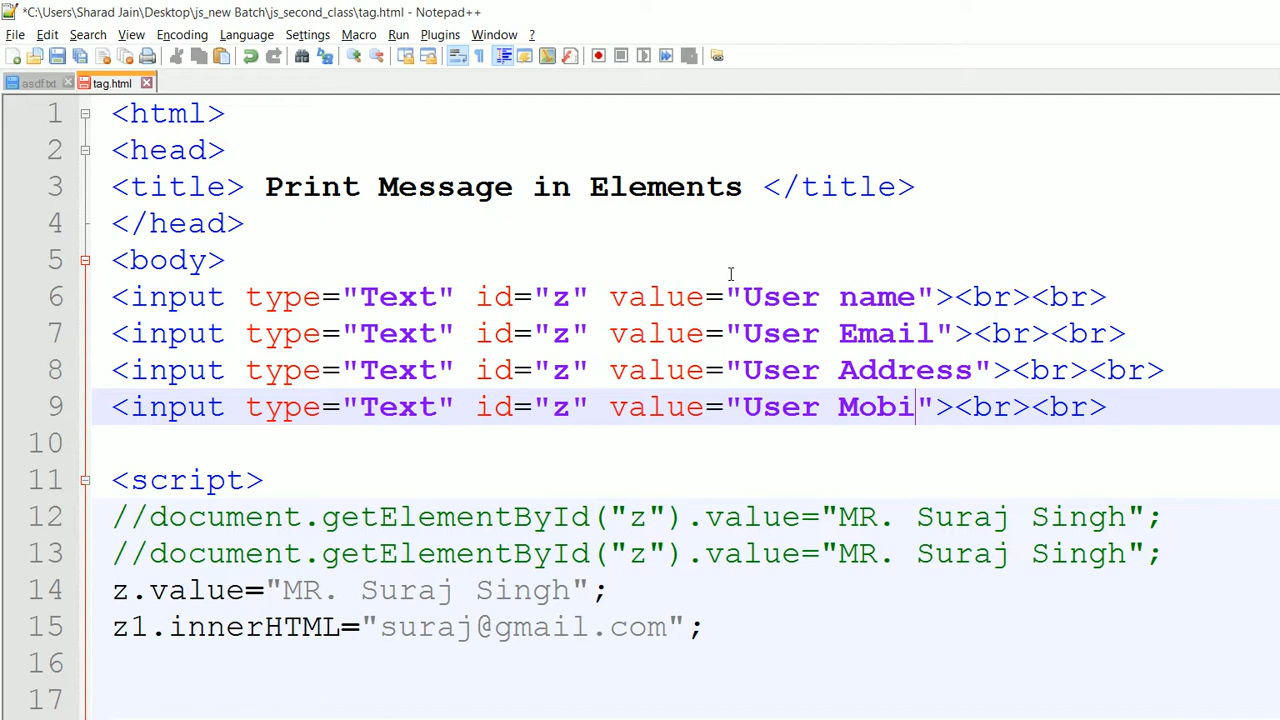 *C:\Users\Sharad Jain\Desktop\js_new Batch\js_second_class\tag.html - Notepad++
File Edit Search View Encoding Language Settings Macro Run Plugins Window ?
asdf.txt tag.html
1 <html>
2 <head>
3 <title> Print Message in Elements </title>
4 </head>
5 <body>
6 <input type="Text" id="z" value="User name"><br><br>
7 <input type="Text" id="z" value="User Email"><br><br>
8 <input type="Text" id="z" value="User Address"><br><br>
9 <input type="Text" id="z" value="User Mobi"><br><br>
10
11 <script>
12 //document.getElementById("z").value="MR. Suraj Singh";
13 //document.getElementById("z").value="MR. Suraj Singh";
14 z.value="MR. Suraj Singh";
15 z1.innerHTML="suraj@gmail.com";
16
17